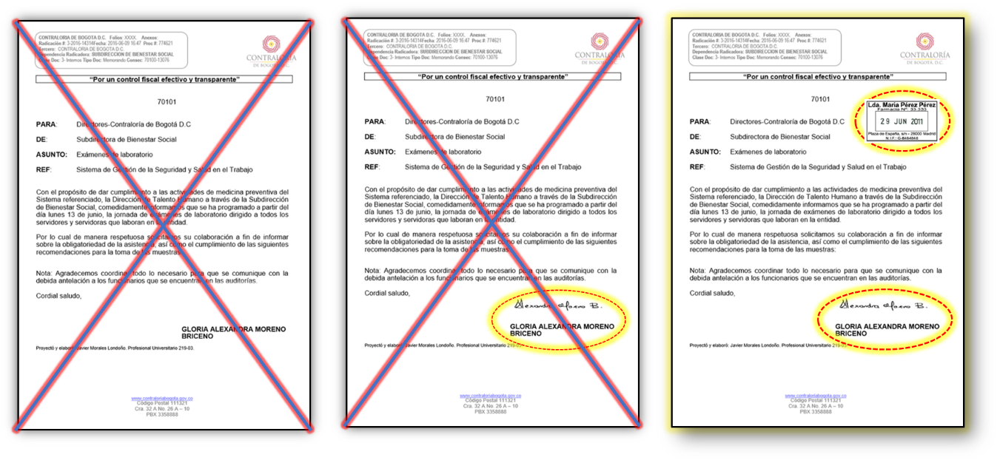 CONTRALORIA DE BOGOTA D.C. Folios: XXXX. Anexos:
Radicación #: 3-2016-14314Fecha: 2016-06-09 16:47 Proc #: 774621
Tercero: CONTRALORIA D.C.
Dependencia Radicadora: SUBDIRECCION DE BIENESTAR SOCIAL
Clase Doc: 3- Internos Tipo Doc: Memorando Consec: 70100-13076
CONTRALORÍA
DE BOGOTÁ, D.C.
“Por un control fiscal efectivo y transparente”
70101
PARA: Directores-Contraloría de Bogotá D.C
DE: Subdirectora de Bienestar Social
ASUNTO: Exámenes de laboratorio
REF: Sistema de Gestión de la Seguridad y Salud en el Trabajo
Con el propósito de dar cumplimiento a las actividades de medicina preventiva del
Sistema referenciado, la Dirección de Talento Humano a través de la Subdirección
de Bienestar Social, comedidamente informamos que se ha programado a partir del
día lunes 13 de junio, la jornada de exámenes de laboratorio dirigido a todos los
servidores y servidoras que laboran en la entidad.
Por lo cual de manera respetuosa solicitamos su colaboración a fin de informar
sobre la obligatoriedad de la asistencia, así como el cumplimiento de las siguientes
recomendaciones para la toma de las muestras
Nota: Agradecemos coordinar todo lo necesario para que se comunique con la
debida antelación a los funcionarios que se encuentran en las auditorías.
Cordial saludo,
GLORIA ALEXANDRA MORENO
BRICENO
Proyectó y elaboró: Javier Morales Londoño. Profesional Universitario 219-03.
www.contraloriabogota.gov.co
Código Postal 111321
Cra. 32 A No. 26 A – 10
PBX 3358888
CONTRALORIA DE BOGOTA D.C. Folios: XXXX. Anexos:
Radicación #: 3-2016-14314Fecha: 2016-06-09 16:47 Proc #: 774621
Tercero: CONTRALORIA D.C.
Dependencia Radicadora: SUBDIRECCION DE BIENESTAR SOCIAL
Clase Doc: 3- Internos Tipo Doc: Memorando Consec: 70100-13076
CONTRALORÍA
DE BOGOTÁ, D.C.
“Por un control fiscal efectivo y transparente”
70101
PARA: Directores-Contraloría de Bogotá D.C
DE: Subdirectora de Bienestar Social
ASUNTO: Exámenes de laboratorio
REF: Sistema de Gestión de la Seguridad y Salud en el Trabajo
Con el propósito de dar cumplimiento a las actividades de medicina preventiva del
Sistema referenciado, la Dirección de Talento Humano a través de la Subdirección
de Bienestar Social, comedidamente informamos que se ha programado a partir del
día lunes 13 de junio, la jornada de exámenes de laboratorio dirigido a todos los
servidores y servidoras que laboran en la entidad.
Por lo cual de manera respetuosa solicitamos su colaboración a fin de informar
sobre la obligatoriedad de la asistencia, así como el cumplimiento de las siguientes
recomendaciones para la toma de las muestras:
Nota: Agradecemos coordinar todo lo necesario para que se comunique con la
debida antelación a los funcionarios que se encuentran en las auditorías.
Cordial saludo,
GLORIA ALEXANDRA MORENO
BRICENO
Proyectó y elaboró: Javier Morales Londoño. Profesional Universitario 219-03.
www.contraloriabogota.gov.co
Código Postal 111321
Cra. 32 A No. 26 A – 10
PBX 3358888
CONTRALORIA DE BOGOTA D.C. Folios: XXXX. Anexos:
Radicación #: 3-2016-14314Fecha: 2016-06-09 16:47 Proc #: 774621
Tercero: CONTRALORIA D.C.
Dependencia Radicadora: SUBDIRECCION DE BIENESTAR SOCIAL
Clase Doc: 3- Internos Tipo Doc: Memorando Consec: 70100-13076
CONTRALORÍA
DE BOGOTÁ, D.C.
“Por un control fiscal efectivo y transparente”
70101
Lda. María Pérez Pérez
Farmacia Nº: 33.333
29 JUN 2011
Plaza de España, s/n - 28000 Madrid
PARA: Directores-Contraloría de Bogotá D.C
DE: Subdirectora de Bienestar Social
ASUNTO: Exámenes de laboratorio
REF: Sistema de Gestión de la Seguridad y Salud en el Trabajo
Con el propósito de dar cumplimiento a las actividades de medicina preventiva del
Sistema referenciado, la Dirección de Talento Humano a través de la Subdirección
de Bienestar Social, comedidamente informamos que se ha programado a partir del
día lunes 13 de junio, la jornada de exámenes de laboratorio dirigido a todos los
servidores y servidoras que laboran en la entidad.
Por lo cual de manera respetuosa solicitamos su colaboración a fin de informar
sobre la obligatoriedad de la asistencia, así como el cumplimiento de las siguientes
recomendaciones para la toma de las muestras:
Nota: Agradecemos coordinar todo lo necesario para que se comunique con la
debida antelación a los funcionarios que se encuentran en las auditorías.
Cordial saludo,
GLORIA ALEXANDRA MORENO
BRICENO
Proyectó y elaboró: Javier Morales Londoño. Profesional Universitario 219-03.
www.contraloriabogota.gov.co
Código Postal 111321
Cra. 32 A No. 26 A – 10
PBX 3358888